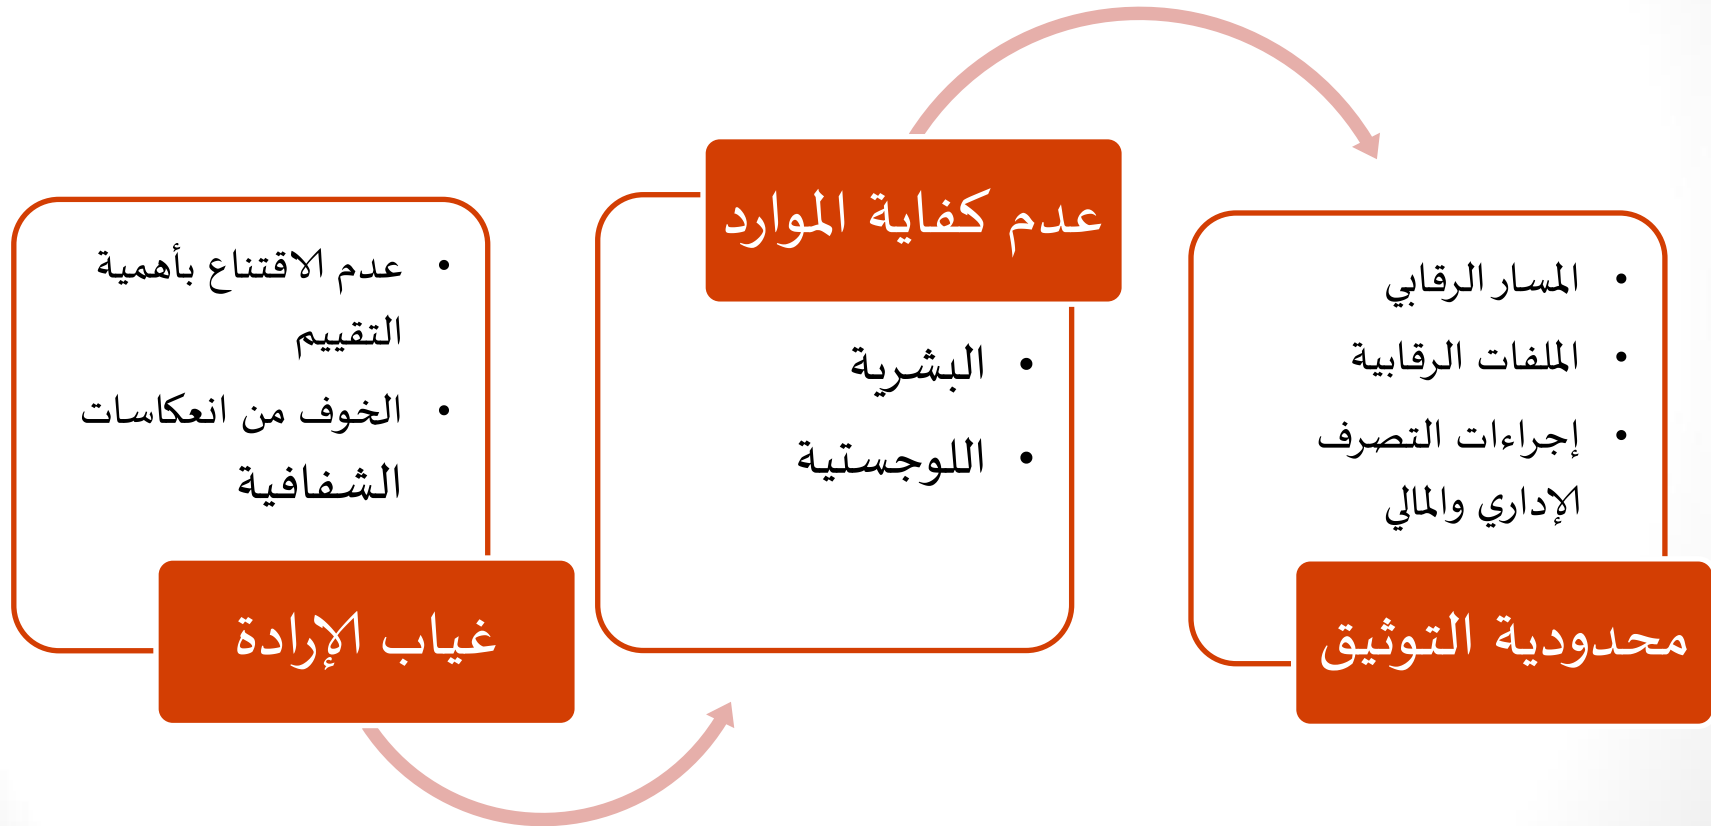 غياب الإرادة
• عدم الاقتناع بأهمية
التقييم
• الخوف من انعكاسات
الشفافية
عدم كفاية الموارد
• البشرية
• اللوجستية
محدودية التوثيق
• المسار الرقابي
• الملفات الرقابية
• إجراءات التصرف
الإداري والمالي